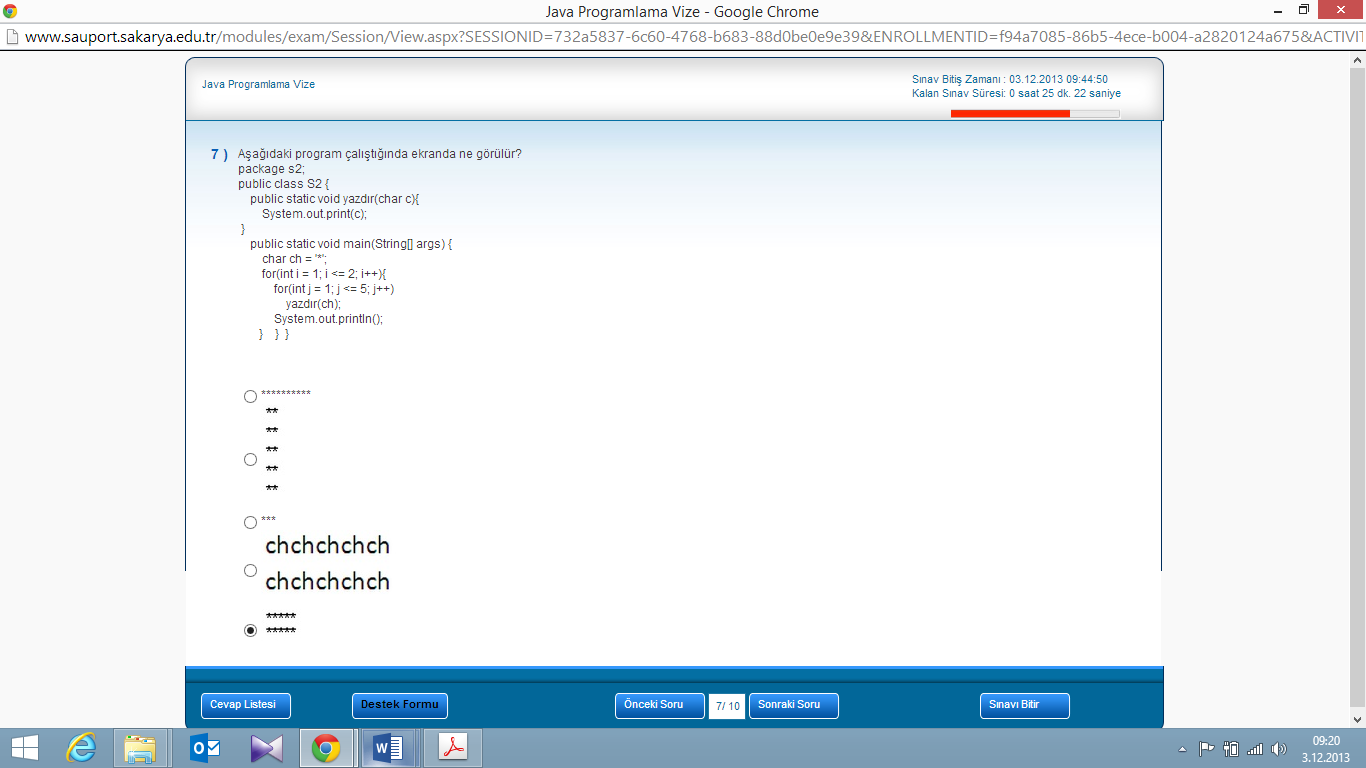 Java Programlama Vize - Google Chrome
www.sauport.sakarya.edu.tr/modules/exam/Session/View.aspx?SESSIONID=732a5837-6c60-4768-b683-88d0be0e9e39&ENROLLMENTID=f94a7085-86b5-4ece-b004-a2820124a675&ACTIVIT
Java Programlama Vize
Sınav Bitiş Zamanı : 03.12.2013 09:44:50
Kalan Sınav Süresi: 0 saat 25 dk. 22 saniye
7 ) Aşağıdaki program çalıştığında ekranda ne görülür?
package s2;
public class S2 {
public static void yazdır(char c){
System.out.print(c);
}
public static void main(String[] args) {
char ch = '*';
for(int i = 1; i <= 2; i++){
for(int j = 1; j <= 5; j++)
yazdır(ch);
System.out.println();
} } }
**********
**
**
**
**
**
***
chchchchch
chchchchch
*****
*****
Cevap Listesi
Destek Formu
Önceki Soru
7/ 10
Sonraki Soru
Sınavı Bitir
09:20
3.12.2013